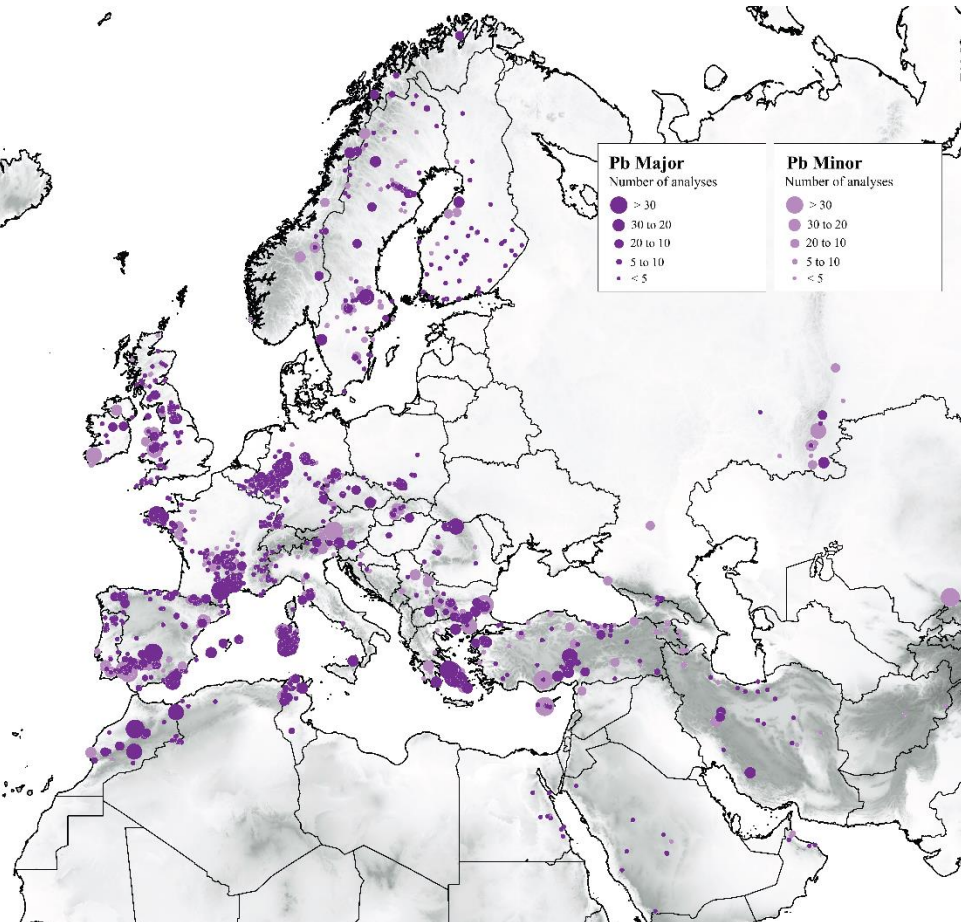 Pb Major
Number of analyses
> 30
30 to 20
20 to 10
5 to 10
< 5
Pb Minor
Number of analyses
> 30
30 to 20
20 to 10
5 to 10
< 5